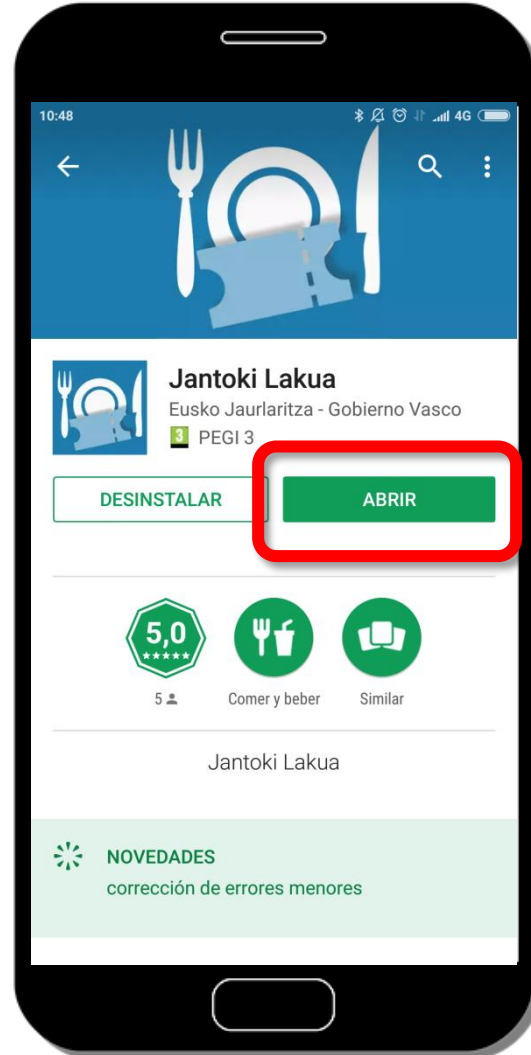 10:48
4G
Jantoki Lakua
Eusko Jaurlaritza - Gobierno Vasco
3 PEGI 3
DESINSTALAR
ABRIR
5,0
5
Comer y beber
Similar
Jantoki Lakua
NOVEDADES
corrección de errores menores